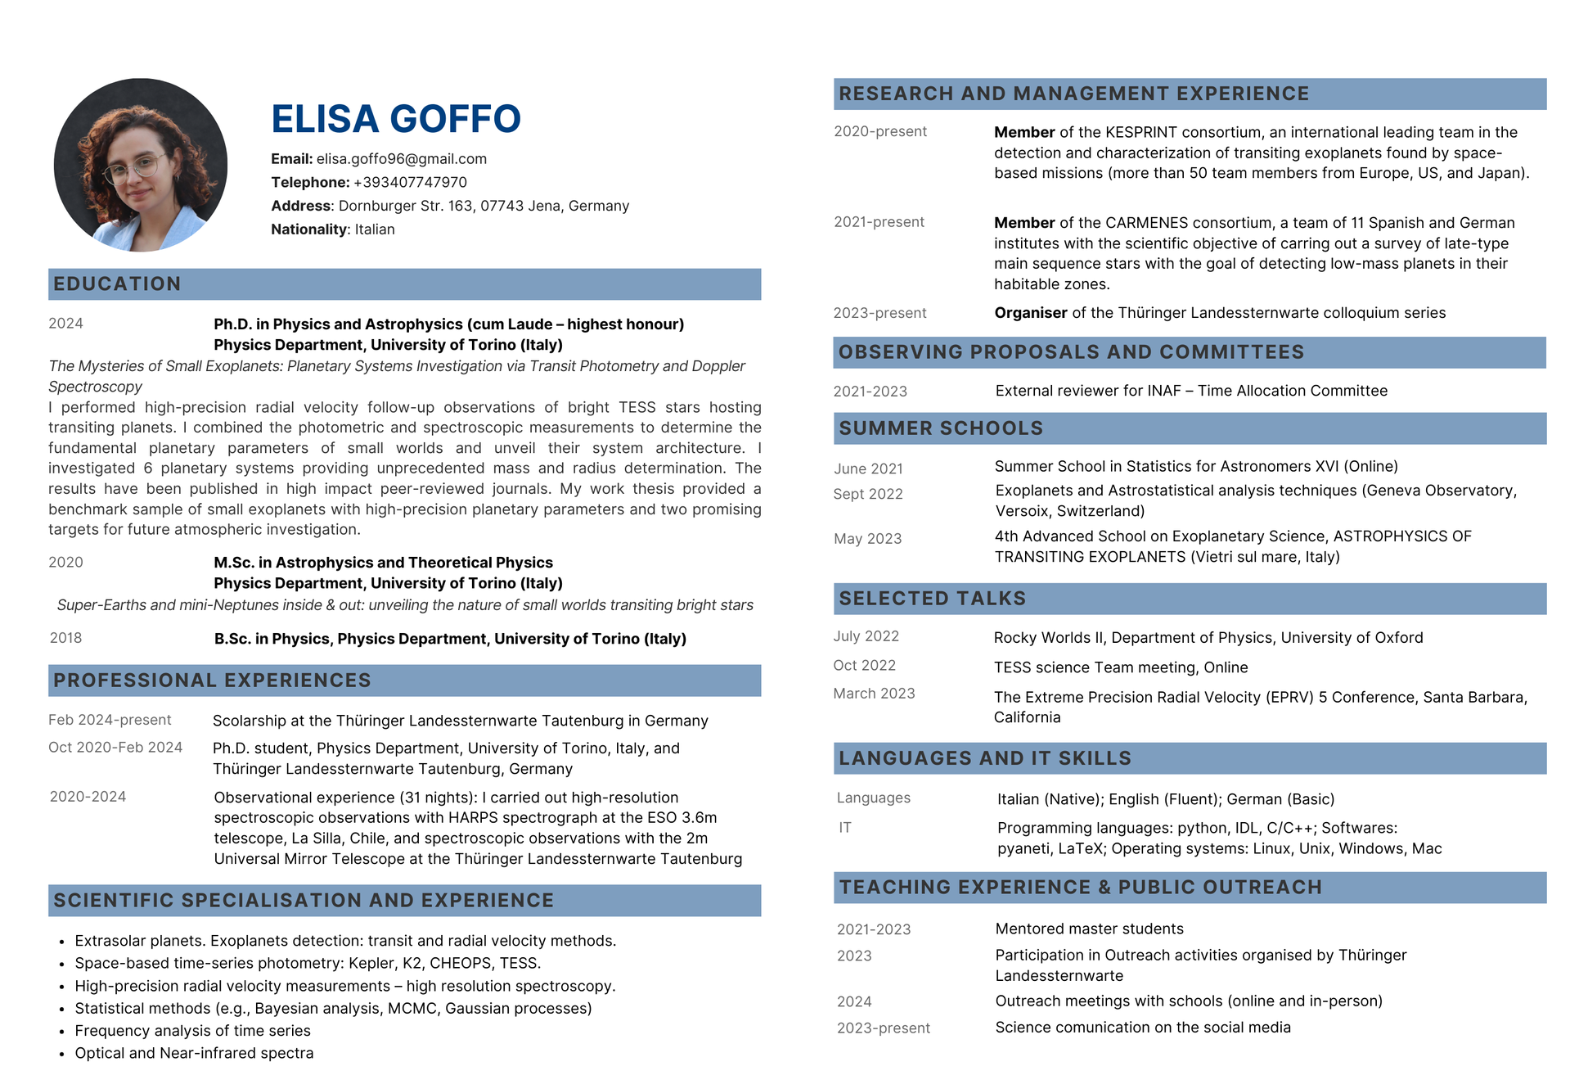 ELISA GOFFO
Email: elisa.goffo96@gmail.com
Telephone: +393407747970
Address: Dornburger Str. 163, 07743 Jena, Germany
Nationality: Italian
EDUCATION
2024 Ph.D. in Physics and Astrophysics (cum Laude – highest honour)
Physics Department, University of Torino (Italy)
The Mysteries of Small Exoplanets: Planetary Systems Investigation via Transit Photometry and Doppler
Spectroscopy
I performed high-precision radial velocity follow-up observations of bright TESS stars hosting
transiting planets. I combined the photometric and spectroscopic measurements to determine the
fundamental planetary parameters of small worlds and unveil their system architecture. I
investigated 6 planetary systems providing unprecedented mass and radius determination. The
results have been published in high impact peer-reviewed journals. My work thesis provided a
benchmark sample of small exoplanets with high-precision planetary parameters and two promising
targets for future atmospheric investigation.
2020 M.Sc. in Astrophysics and Theoretical Physics
Physics Department, University of Torino (Italy)
Super-Earths and mini-Neptunes inside & out: unveiling the nature of small worlds transiting bright stars
2018 B.Sc. in Physics, Physics Department, University of Torino (Italy)
PROFESSIONAL EXPERIENCES
Feb 2024-present Scolarship at the Thüringer Landessternwarte Tautenburg in Germany
Oct 2020-Feb 2024 Ph.D. student, Physics Department, University of Torino, Italy, and
Thüringer Landessternwarte Tautenburg, Germany
2020-2024 Observational experience (31 nights): I carried out high-resolution
spectroscopic observations with HARPS spectrograph at the ESO 3.6m
telescope, La Silla, Chile, and spectroscopic observations with the 2m
Universal Mirror Telescope at the Thüringer Landessternwarte Tautenburg
SCIENTIFIC SPECIALISATION AND EXPERIENCE
• Extrasolar planets. Exoplanets detection: transit and radial velocity methods.
• Space-based time-series photometry: Kepler, K2, CHEOPS, TESS.
• High-precision radial velocity measurements – high resolution spectroscopy.
• Statistical methods (e.g., Bayesian analysis, MCMC, Gaussian processes)
• Frequency analysis of time series
• Optical and Near-infrared spectra
RESEARCH AND MANAGEMENT EXPERIENCE
2020-present Member of the KESPRINT consortium, an international leading team in the
detection and characterization of transiting exoplanets found by space-
based missions (more than 50 team members from Europe, US, and Japan).
2021-present Member of the CARMENES consortium, a team of 11 Spanish and German
institutes with the scientific objective of carring out a survey of late-type
main sequence stars with the goal of detecting low-mass planets in their
habitable zones.
2023-present Organiser of the Thüringer Landessternwarte colloquium series
OBSERVING PROPOSALS AND COMMITTEES
2021-2023 External reviewer for INAF – Time Allocation Committee
SUMMER SCHOOLS
June 2021 Summer School in Statistics for Astronomers XVI (Online)
Sept 2022 Exoplanets and Astrostatistical analysis techniques (Geneva Observatory,
Versoix, Switzerland)
May 2023 4th Advanced School on Exoplanetary Science, ASTROPHYSICS OF
TRANSITING EXOPLANETS (Vietri sul mare, Italy)
SELECTED TALKS
July 2022 Rocky Worlds II, Department of Physics, University of Oxford
Oct 2022 TESS science Team meeting, Online
March 2023 The Extreme Precision Radial Velocity (EPRV) 5 Conference, Santa Barbara,
California
LANGUAGES AND IT SKILLS
Languages Italian (Native); English (Fluent); German (Basic)
IT Programming languages: python, IDL, C/C++; Softwares:
pyaneti, LaTeX; Operating systems: Linux, Unix, Windows, Mac
TEACHING EXPERIENCE & PUBLIC OUTREACH
2021-2023 Mentored master students
2023 Participation in Outreach activities organised by Thüringer
Landessternwarte
2024 Outreach meetings with schools (online and in-person)
2023-present Science comunication on the social media